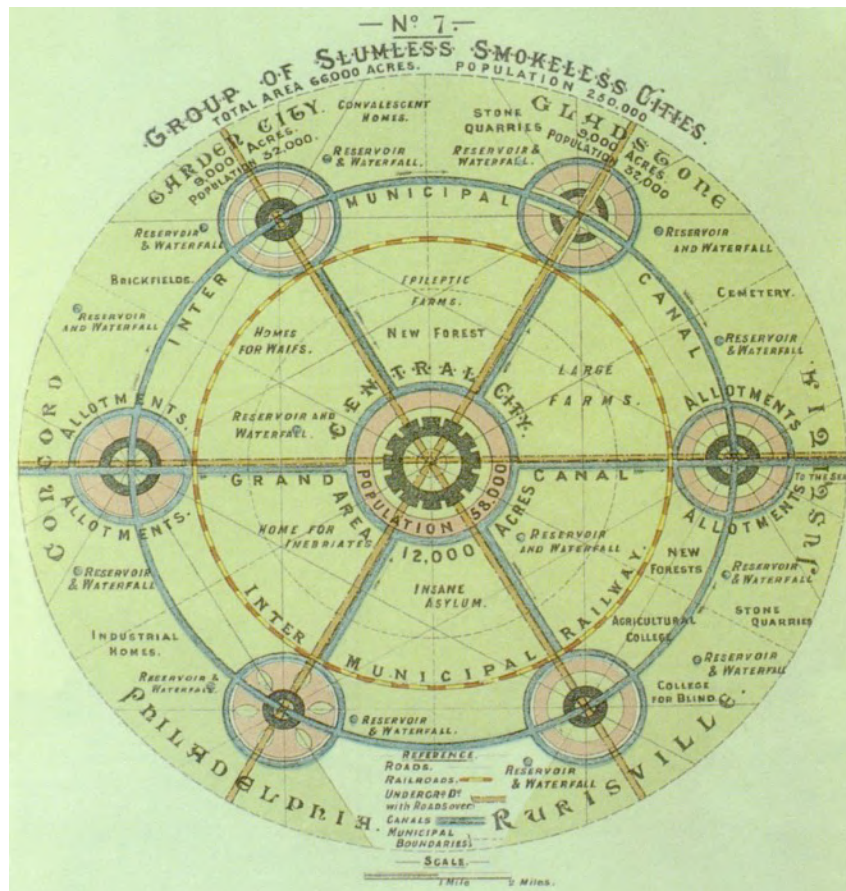 — No 7. —
GROUP OF SLUMLESS SMOKELESS CITIES.
TOTAL AREA 66,000 ACRES. POPULATION 250,000
GARDEN CITY.
9,000 ACRES.
POPULATION 32,000.
CONVALESCENT
HOMES.
STONE
QUARRIES
GLADSTONE
9,000 ACRES
POPULATION
32,000
RESERVOIR
& WATERFALL
RESERVOIR &
WATERFALL.
INTER MUNICIPAL CANAL
RESERVOIR
& WATERFALL
RESERVOIR
AND WATERFALL
BRICKFIELDS.
EPILEPTIC
FARMS.
CEMETERY.
RESERVOIR
AND WATERFALL
HOMES
FOR WAIFS.
NEW FOREST
RESERVOIR
& WATERFALL
LARGE
FARMS.
CONCORD
ALLOTMENTS.
RESERVOIR AND
WATERFALL.
CENTRAL CITY.
ALLOTMENTS
JUSTITIA.
GRAND CANAL
TO THE SEA
ALLOTMENTS.
AREA 12,000 ACRES
POPULATION 58,000
ALLOTMENTS
HOME FOR
INEBRIATES.
RESERVOIR
AND WATERFALL
NEW
FORESTS
RESERVOIR
& WATERFALL
RESERVOIR
& WATERFALL
INSANE
ASYLUM.
STONE
QUARRIES
INTER MUNICIPAL RAILWAY.
AGRICULTURAL
COLLEGE
INDUSTRIAL
HOMES.
RESERVOIR
& WATERFALL
RESERVOIR &
WATERFALL
COLLEGE
FOR BLIND.
PHILADELPHIA.
RESERVOIR
& WATERFALL.
RURISVILLE.
RESERVOIR
& WATERFALL
REFERENCE.
ROADS.
RAILROADS.
UNDERGRd Do
with ROADS over
CANALS
MUNICIPAL
BOUNDARIES
— SCALE. —
1 MILE 2 MILES.